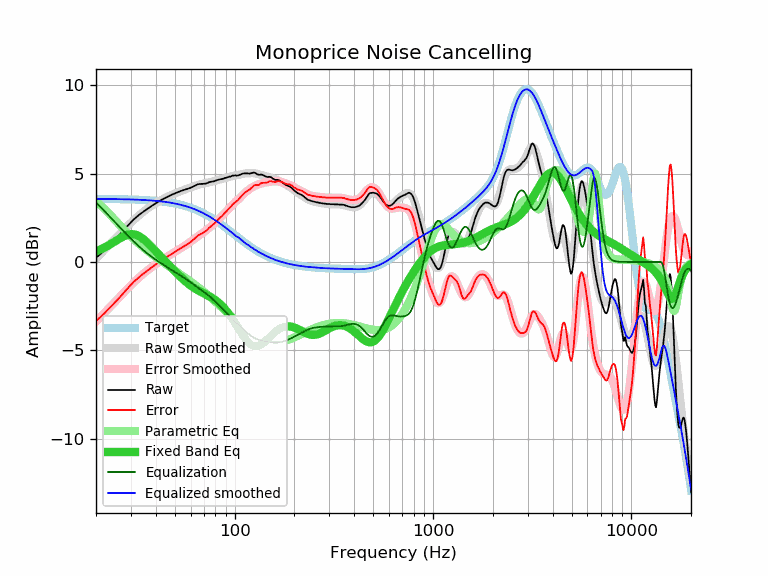 Monoprice Noise Cancelling
Amplitude (dBr)
10
5
0
−5
−10
Target
Raw Smoothed
Error Smoothed
Raw
Error
Parametric Eq
Fixed Band Eq
Equalization
Equalized smoothed
100
1000
10000
Frequency (Hz)